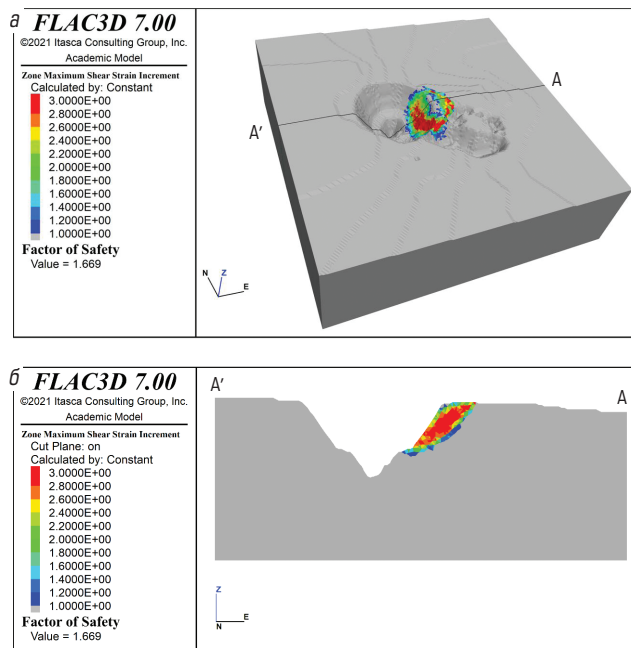 а
FLAC3D 7.00
©2021 Itasca Consulting Group, Inc.
Academic Model
Zone Maximum Shear Strain Increment
Calculated by: Constant
3.0000E+00
2.8000E+00
2.6000E+00
2.4000E+00
2.2000E+00
2.0000E+00
1.8000E+00
1.6000E+00
1.4000E+00
1.2000E+00
1.0000E+00
Factor of Safety
Value = 1.669
A
A’
N
Z
E
б
FLAC3D 7.00
©2021 Itasca Consulting Group, Inc.
Academic Model
Zone Maximum Shear Strain Increment
Cut Plane: on
Calculated by: Constant
3.0000E+00
2.8000E+00
2.6000E+00
2.4000E+00
2.2000E+00
2.0000E+00
1.8000E+00
1.6000E+00
1.4000E+00
1.2000E+00
1.0000E+00
Factor of Safety
Value = 1.669
A’
A
Z
N
E